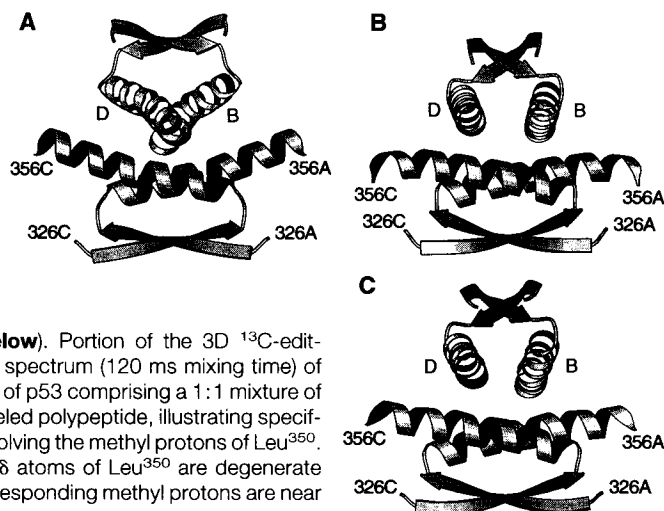 A
B
D
B
D
B
356C
356A
356C
356A
326C
326A
326C
326A
C
D
B
356C
356A
326C
326A
low). Portion of the 3D ¹³C-edit-
spectrum (120 ms mixing time) of
of p53 comprising a 1:1 mixture of
eled polypeptide, illustrating specif-
olving the methyl protons of Leu³⁵⁰.
δ atoms of Leu³⁵⁰ are degenerate
responding methyl protons are near